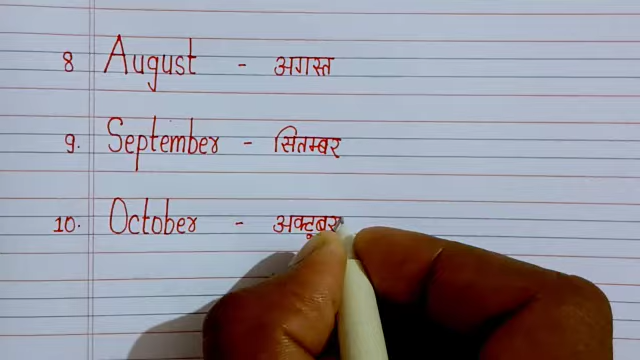 8 August - अगस्त
9. September - सितम्बर
10. October - अक्टूबर